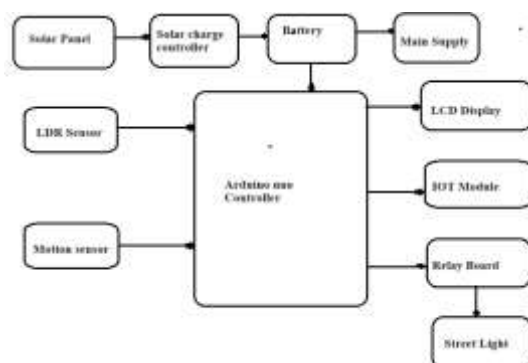 Solar Panel
Solar charge
controller
Battery
Main Supply
LDR Sensor
LCD Display
Arduino uno
Controller
IOT Module
Motion sensor
Relay Board
Street Light